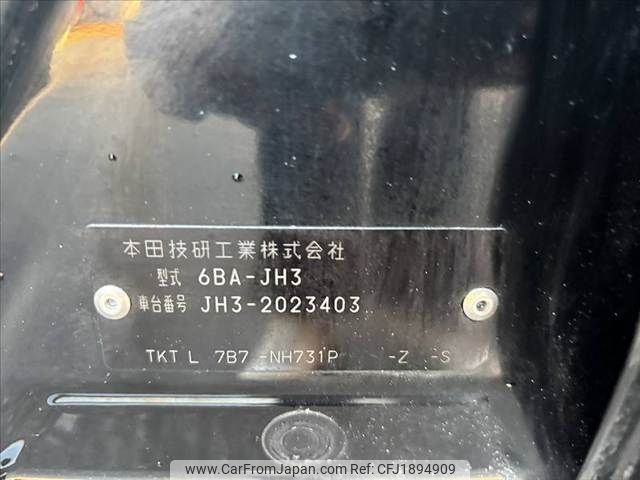 本田技研工業株式会社
型式 6BA-JH3
車台番号 JH3-2023403
TKT L 7B7 -NH731P -Z -S
www.CarFromJapan.com Car Ref: CFJ1894909